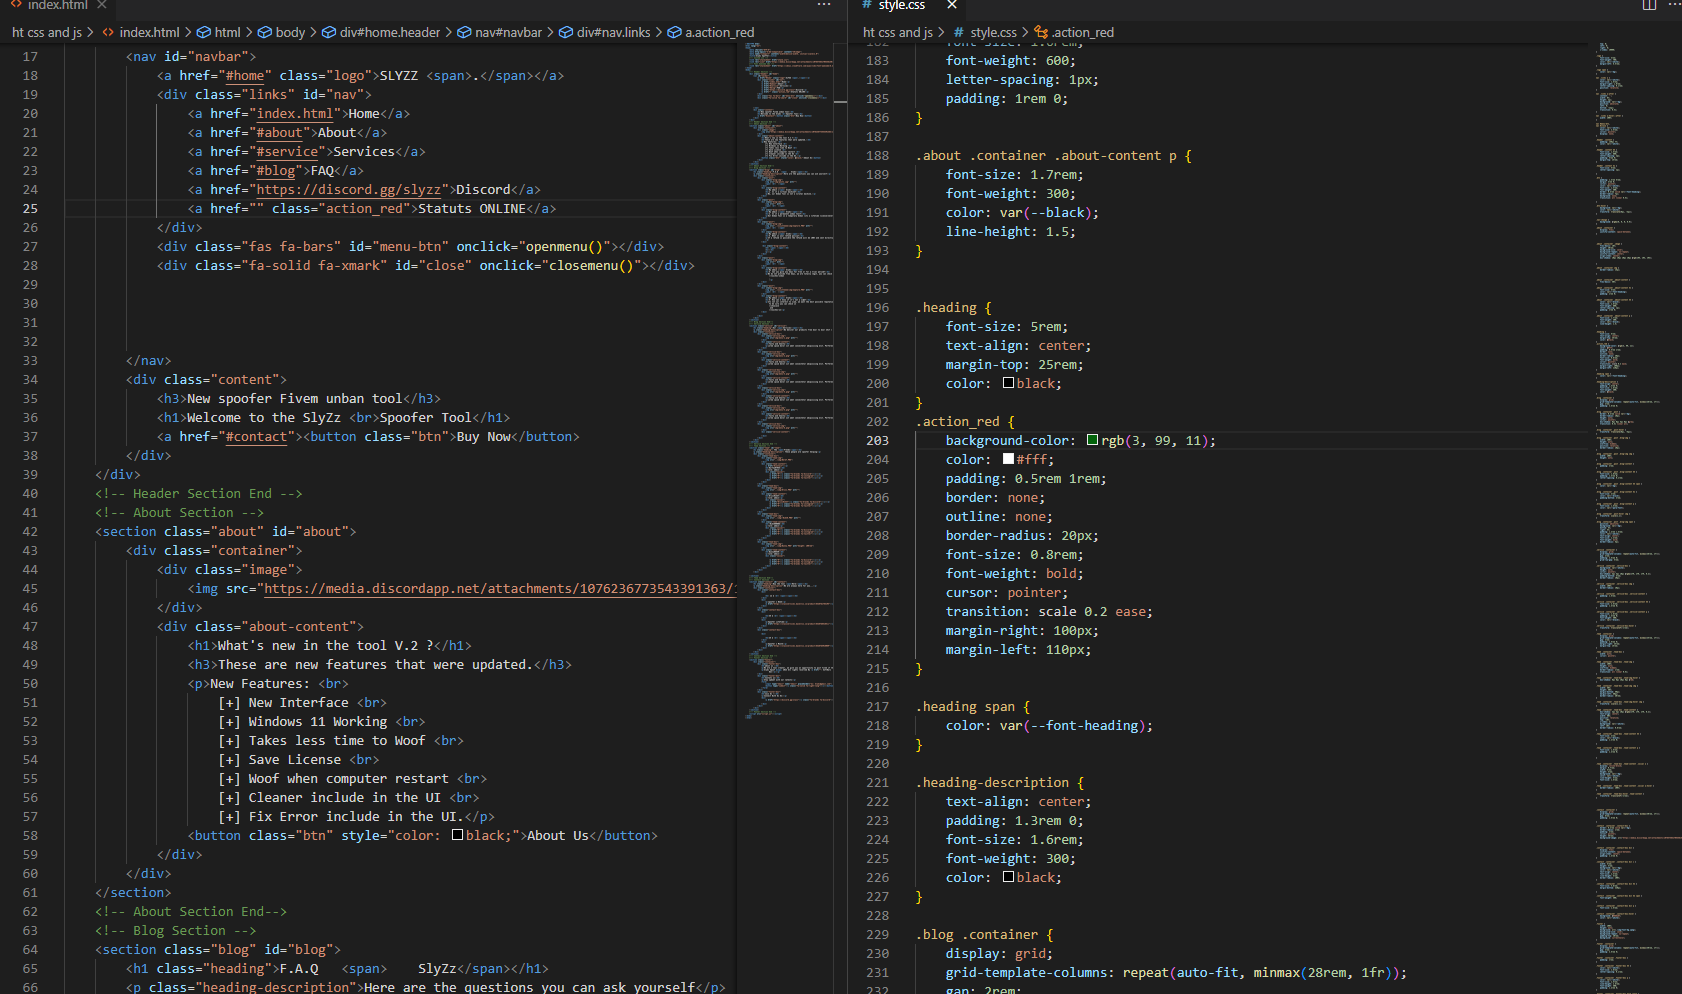 index.html
ht css and js > index.html > html > body > div#home.header > nav#navbar > div#nav.links > a.action_red
17 <nav id="navbar">
18 <a href="#home" class="logo">SLYZZ <span>.</span></a>
19 <div class="links" id="nav">
20 <a href="index.html">Home</a>
21 <a href="#about">About</a>
22 <a href="#service">Services</a>
23 <a href="#blog">FAQ</a>
24 <a href="https://discord.gg/slyzz">Discord</a>
25 <a href="" class="action_red">Statuts ONLINE</a>
26 </div>
27 <div class="fas fa-bars" id="menu-btn" onclick="openmenu()"></div>
28 <div class="fa-solid fa-xmark" id="close" onclick="closemenu()"></div>
29
30
31
32
33 </nav>
34 <div class="content">
35 <h3>New spoofer Fivem unban tool</h3>
36 <h1>Welcome to the SlyZz <br>Spoofer Tool</h1>
37 <a href="#contact"><button class="btn">Buy Now</button>
38 </div>
39 </div>
40 <!-- Header Section End -->
41 <!-- About Section -->
42 <section class="about" id="about">
43 <div class="container">
44 <div class="image">
45 <img src="https://media.discordapp.net/attachments/1076236773543391363/1
46 </div>
47 <div class="about-content">
48 <h1>What's new in the tool V.2 ?</h1>
49 <h3>These are new features that were updated.</h3>
50 <p>New Features: <br>
51 [+] New Interface <br>
52 [+] Windows 11 Working <br>
53 [+] Takes less time to Woof <br>
54 [+] Save License <br>
55 [+] Woof when computer restart <br>
56 [+] Cleaner include in the UI <br>
57 [+] Fix Error include in the UI.</p>
58 <button class="btn" style="color: black;">About Us</button>
59 </div>
60 </div>
61 </section>
62 <!-- About Section End-->
63 <!-- Blog Section -->
64 <section class="blog" id="blog">
65 <h1 class="heading">F.A.Q <span> SlyZz</span></h1>
66 <p class="heading-description">Here are the questions you can ask yourself</p>
# style.css
ht css and js > # style.css > .action_red
182 font-size: 1.6rem;
183 font-weight: 600;
184 letter-spacing: 1px;
185 padding: 1rem 0;
186 }
187
188 .about .container .about-content p {
189 font-size: 1.7rem;
190 font-weight: 300;
191 color: var(--black);
192 line-height: 1.5;
193 }
194
195
196 .heading {
197 font-size: 5rem;
198 text-align: center;
199 margin-top: 25rem;
200 color: black;
201 }
202 .action_red {
203 background-color: rgb(3, 99, 11);
204 color: #fff;
205 padding: 0.5rem 1rem;
206 border: none;
207 outline: none;
208 border-radius: 20px;
209 font-size: 0.8rem;
210 font-weight: bold;
211 cursor: pointer;
212 transition: scale 0.2 ease;
213 margin-right: 100px;
214 margin-left: 110px;
215 }
216
217 .heading span {
218 color: var(--font-heading);
219 }
220
221 .heading-description {
222 text-align: center;
223 padding: 1.3rem 0;
224 font-size: 1.6rem;
225 font-weight: 300;
226 color: black;
227 }
228
229 .blog .container {
230 display: grid;
231 grid-template-columns: repeat(auto-fit, minmax(28rem, 1fr));
232 gap: 2rem;